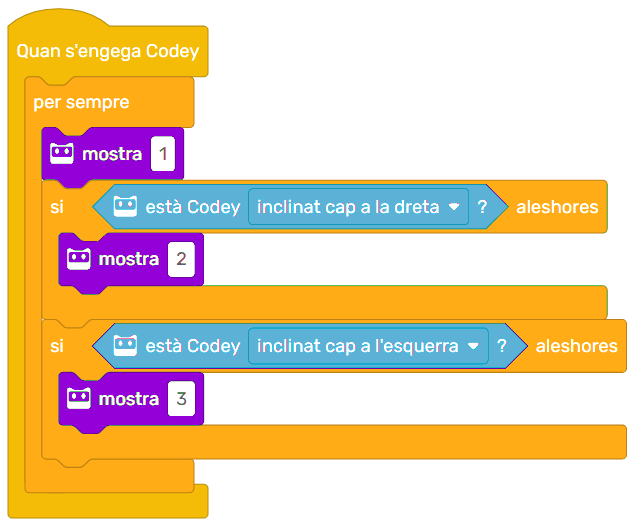 Quan s'engega Codey
per sempre
mostra 1
si està Codey inclinat cap a la dreta ? aleshores
mostra 2
si està Codey inclinat cap a l'esquerra ? aleshores
mostra 3